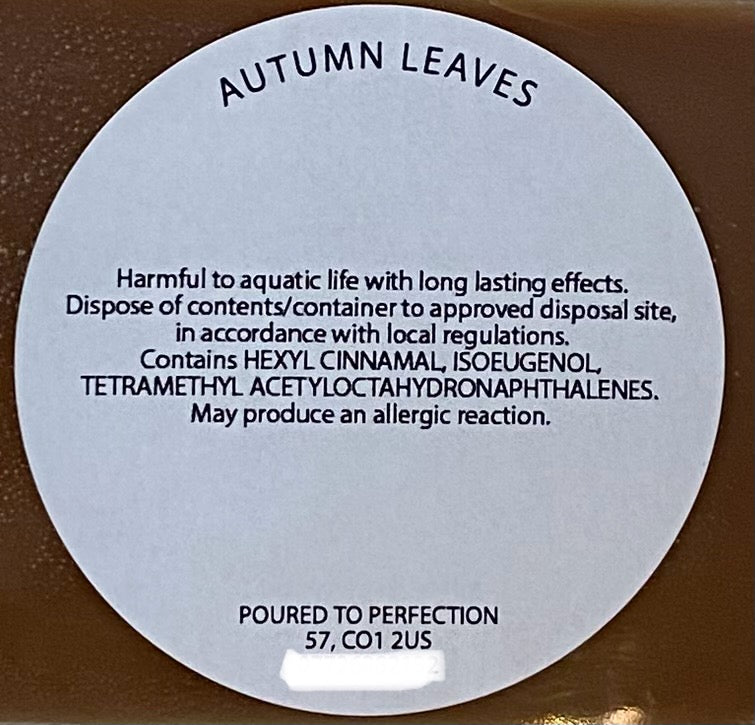 AUTUMN LEAVES
Harmful to aquatic life with long lasting effects.
Dispose of contents/container to approved disposal site,
in accordance with local regulations.
Contains HEXYL CINNAMAL, ISOEUGENOL,
TETRAMETHYL ACETYLOCTAHYDRONAPHTHALENES.
May produce an allergic reaction.
POURED TO PERFECTION
57, CO1 2US